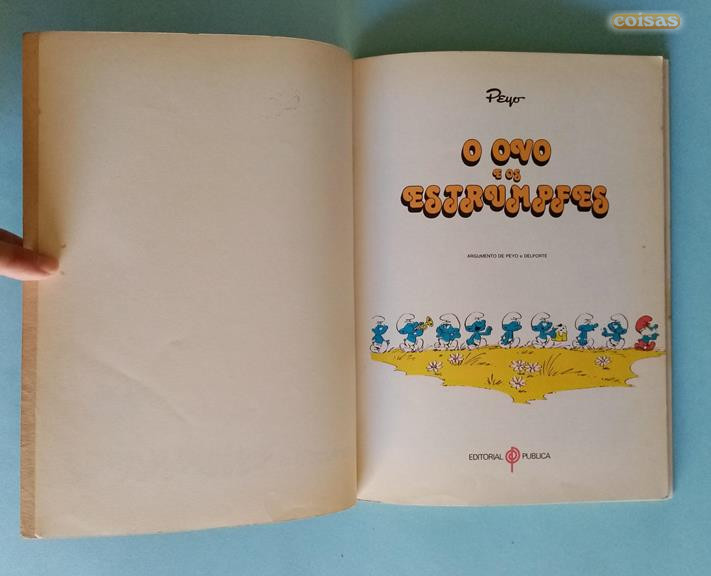 coisas
Peyo
O OVO
E OS
ESTRUMPFES
ARGUMENTO DE PEYO e DELPORTE
EDITORIAL PUBLICA